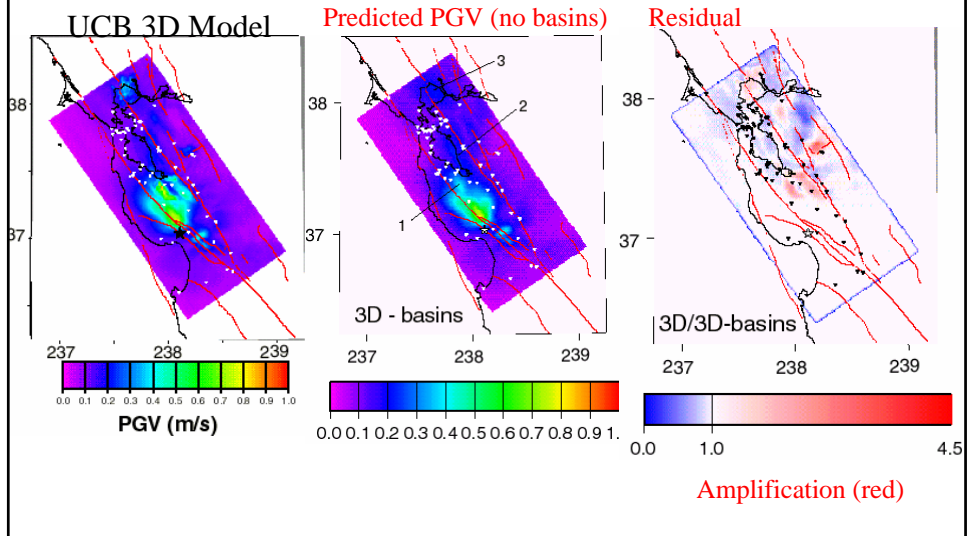 UCB 3D Model
38
37
237 238 239
0.0 0.1 0.2 0.3 0.4 0.5 0.6 0.7 0.8 0.9 1.0
PGV (m/s)
Predicted PGV (no basins)
38
37
3
2
1
3D - basins
237 238 239
0.0 0.1 0.2 0.3 0.4 0.5 0.6 0.7 0.8 0.9 1.
Residual
38
37
3D/3D-basins
237 238 239
0.0 1.0 4.5
Amplification (red)